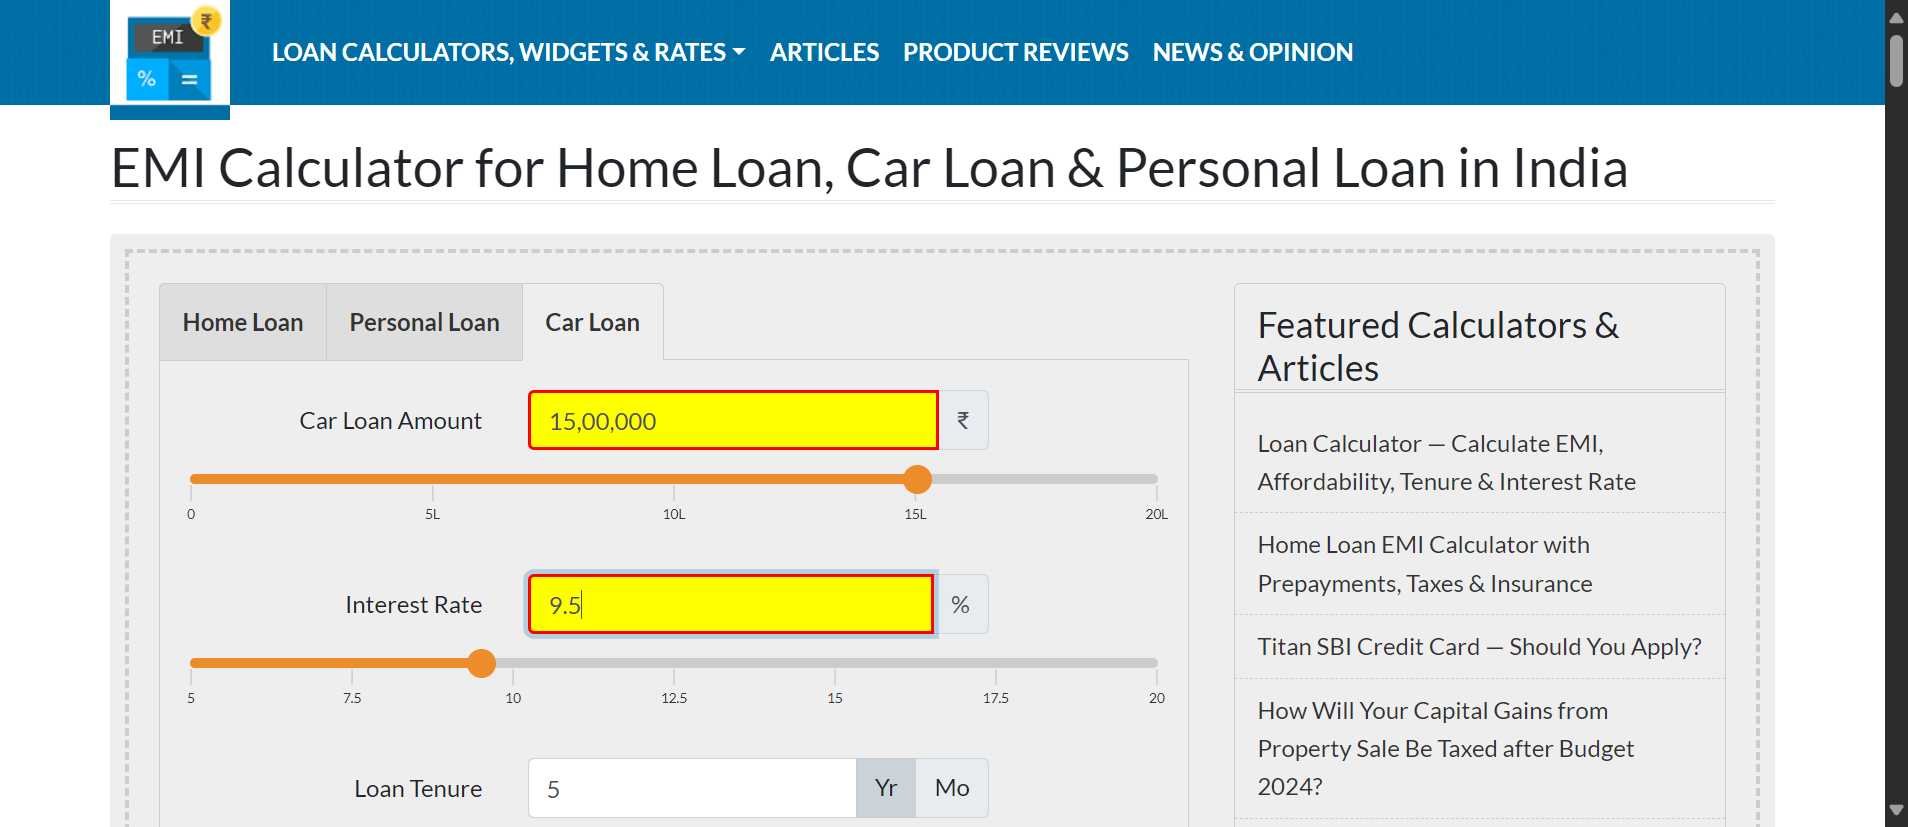 EMI
₹
%
=
LOAN CALCULATORS, WIDGETS & RATES
ARTICLES
PRODUCT REVIEWS
NEWS & OPINION
EMI Calculator for Home Loan, Car Loan & Personal Loan in India
Home Loan
Personal Loan
Car Loan
Car Loan Amount
15,00,000
₹
0
5L
10L
15L
20L
Interest Rate
9.5
%
5
7.5
10
12.5
15
17.5
20
Loan Tenure
5
Yr
Mo
Featured Calculators &
Articles
Loan Calculator — Calculate EMI,
Affordability, Tenure & Interest Rate
Home Loan EMI Calculator with
Prepayments, Taxes & Insurance
Titan SBI Credit Card — Should You Apply?
How Will Your Capital Gains from
Property Sale Be Taxed after Budget
2024?